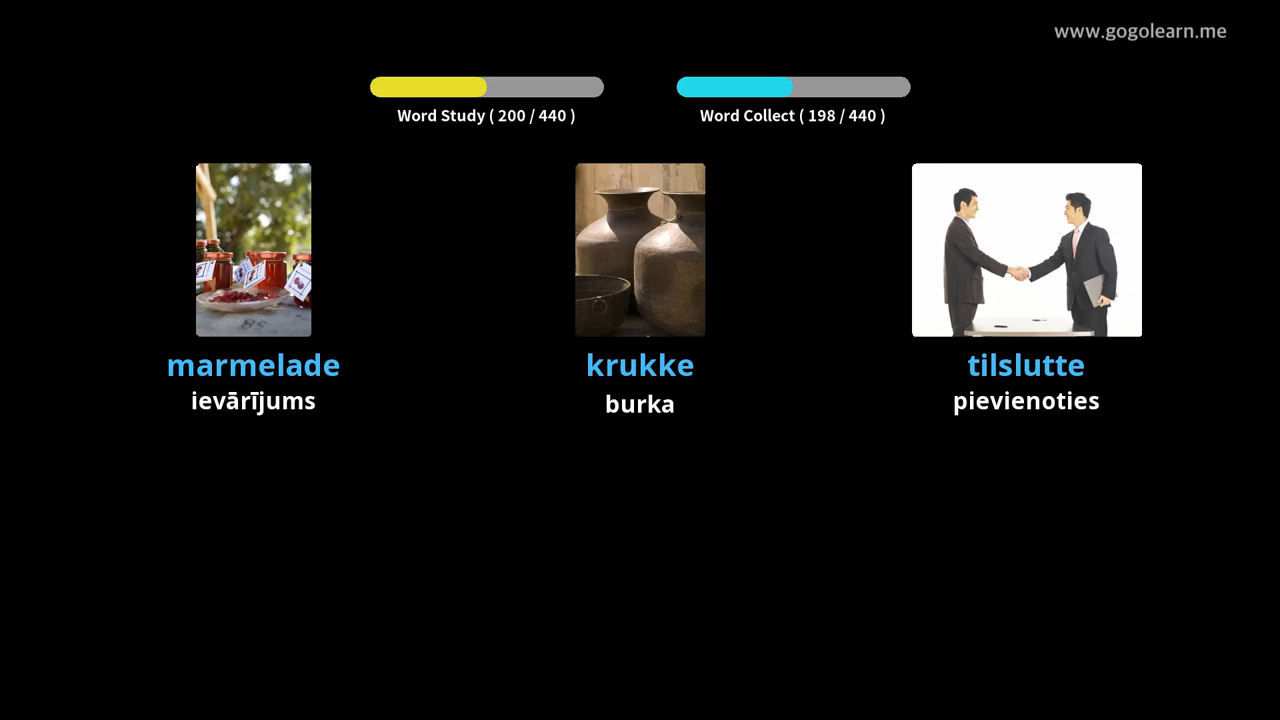 www.gogolearn.me
Word Study ( 200 / 440 )
Word Collect ( 198 / 440 )
marmelade
ievārījums
krukke
burka
tilslutte
pievienoties